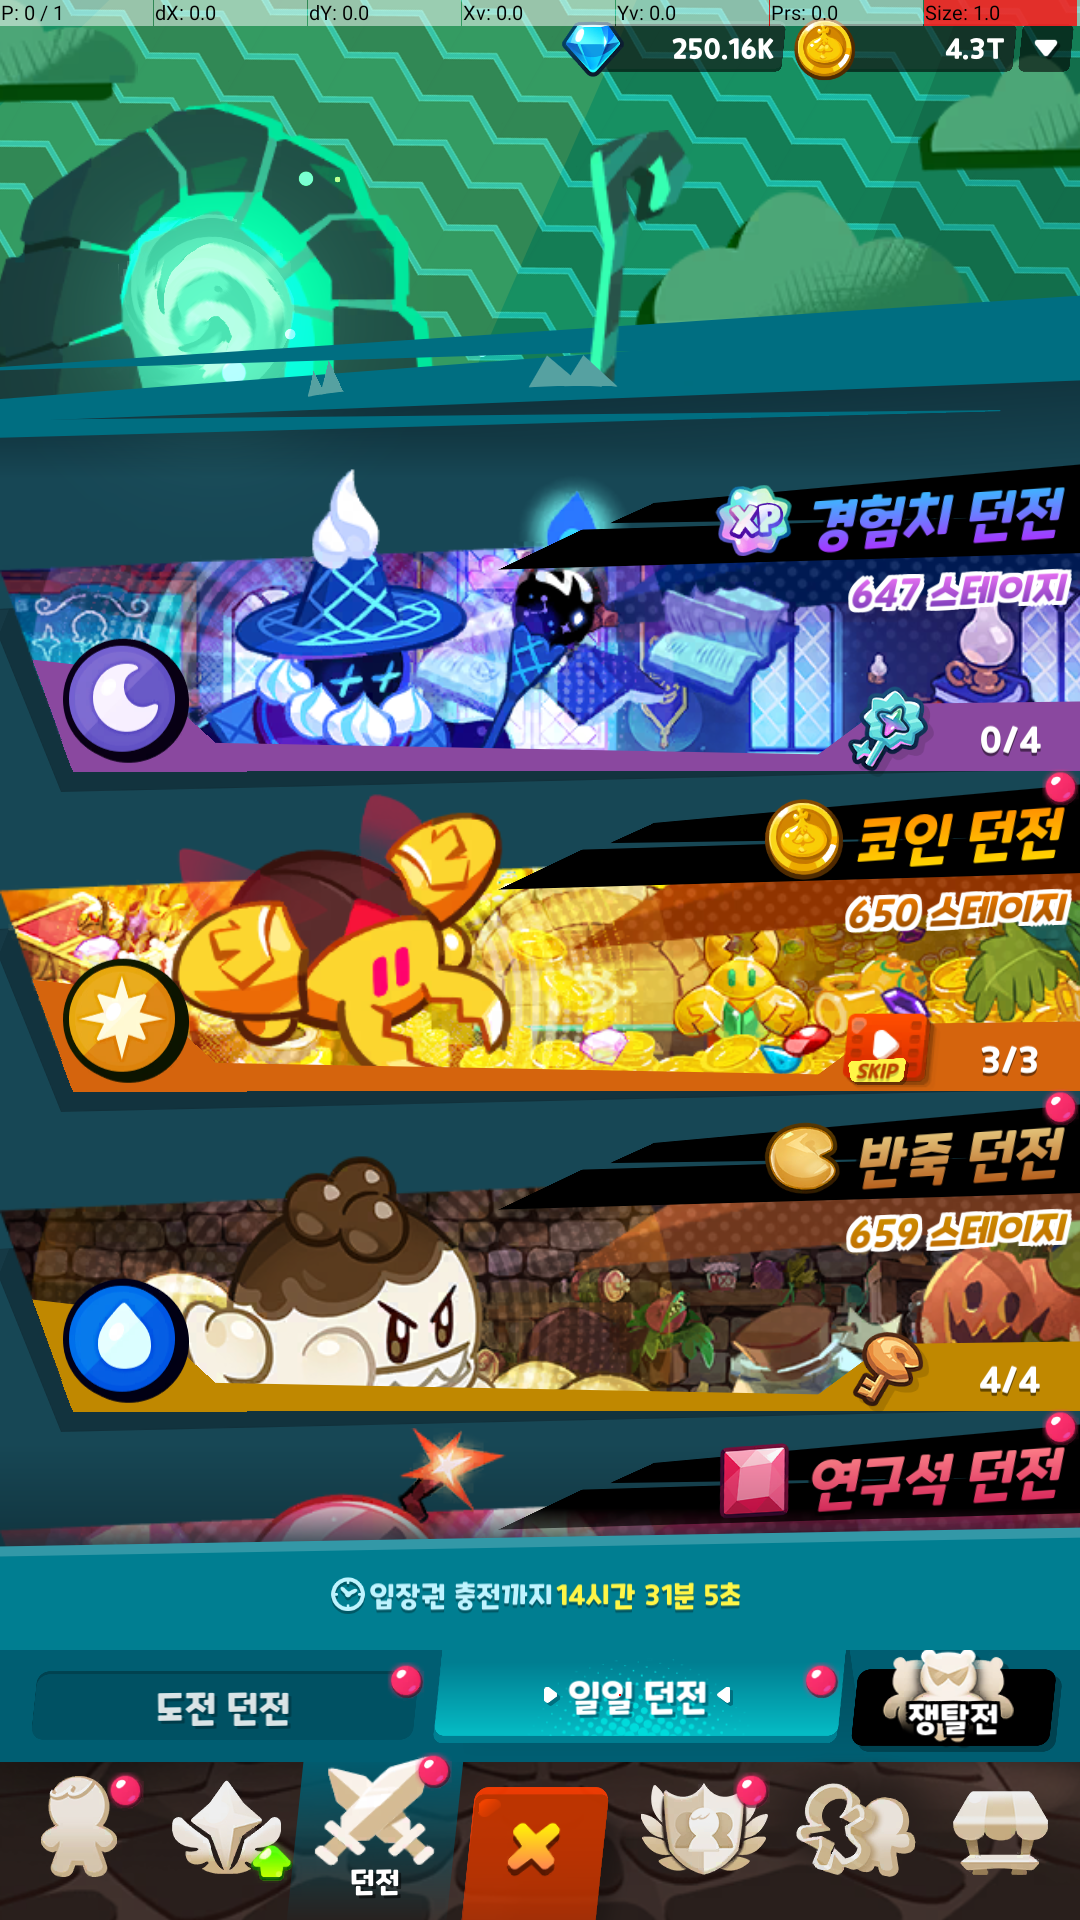 P: 0 / 1 dX: 0.0 dY: 0.0 Xv: 0.0 Yv: 0.0 Prs: 0.0 Size: 1.0
250.16K 4.3T
XP 경험치 던전
647 스테이지
0/4
코인 던전
650 스테이지
SKIP 3/3
반죽 던전
659 스테이지
4/4
연구석 던전
입장권 충전까지 14시간 31분 5초
도전 던전 일일 던전 쟁탈전
던전